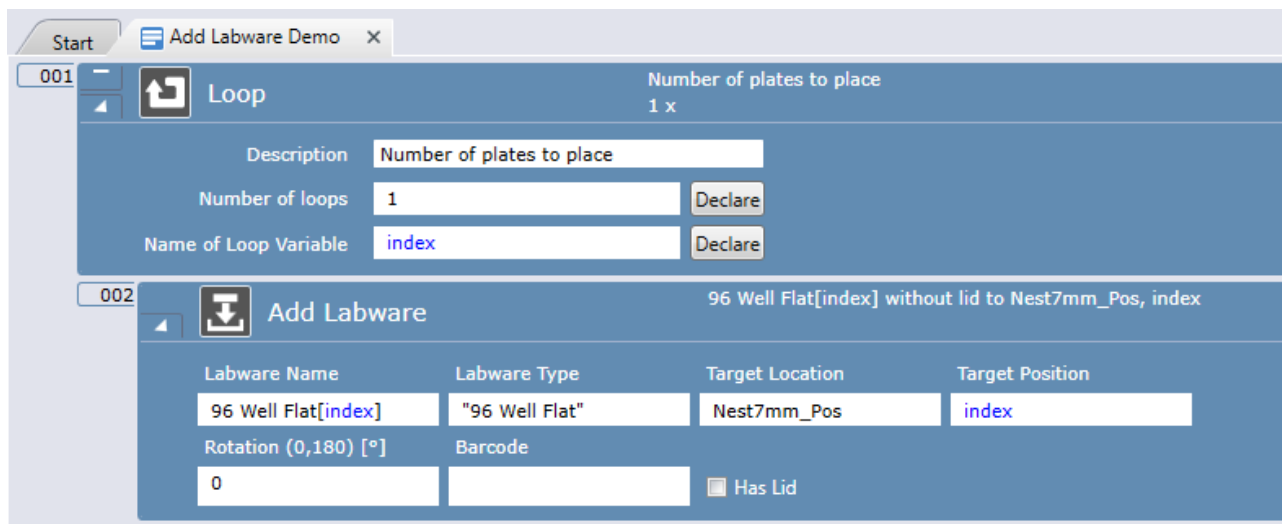 Start
Add Labware Demo
001
Loop
Number of plates to place
1 x
Description
Number of plates to place
Number of loops
1
Declare
Name of Loop Variable
index
Declare
002
Add Labware
96 Well Flat[index] without lid to Nest7mm_Pos, index
Labware Name
Labware Type
Target Location
Target Position
96 Well Flat[index]
"96 Well Flat"
Nest7mm_Pos
index
Rotation (0,180) [°]
Barcode
0
Has Lid